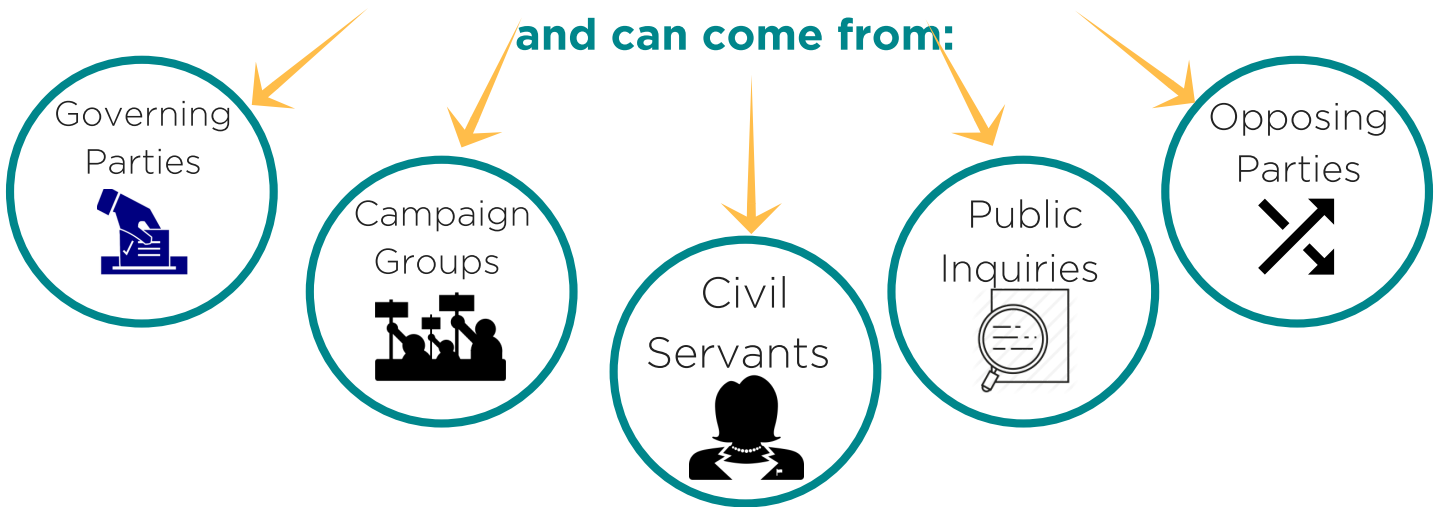 and can come from:
Governing
Parties
Campaign
Groups
Civil
Servants
Public
Inquiries
Opposing
Parties